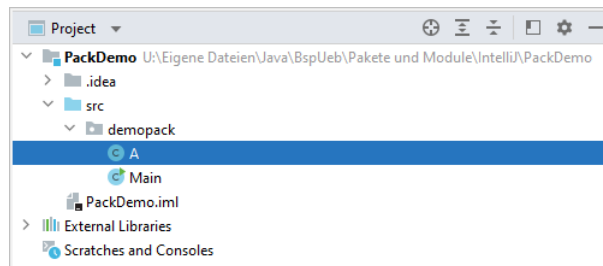 Project
PackDemo U:\Eigene Dateien\Java\BspUeb\Pakete und Module\IntelliJ\PackDemo
.idea
src
demopack
C A
C Main
PackDemo.iml
External Libraries
Scratches and Consoles